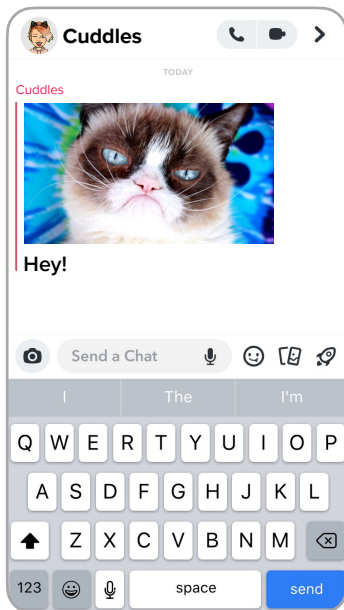 Cuddles
TODAY
Cuddles
Hey!
Send a Chat
I The I'm
Q W E R T Y U I O P
A S D F G H J K L
Z X C V B N M
123 space send